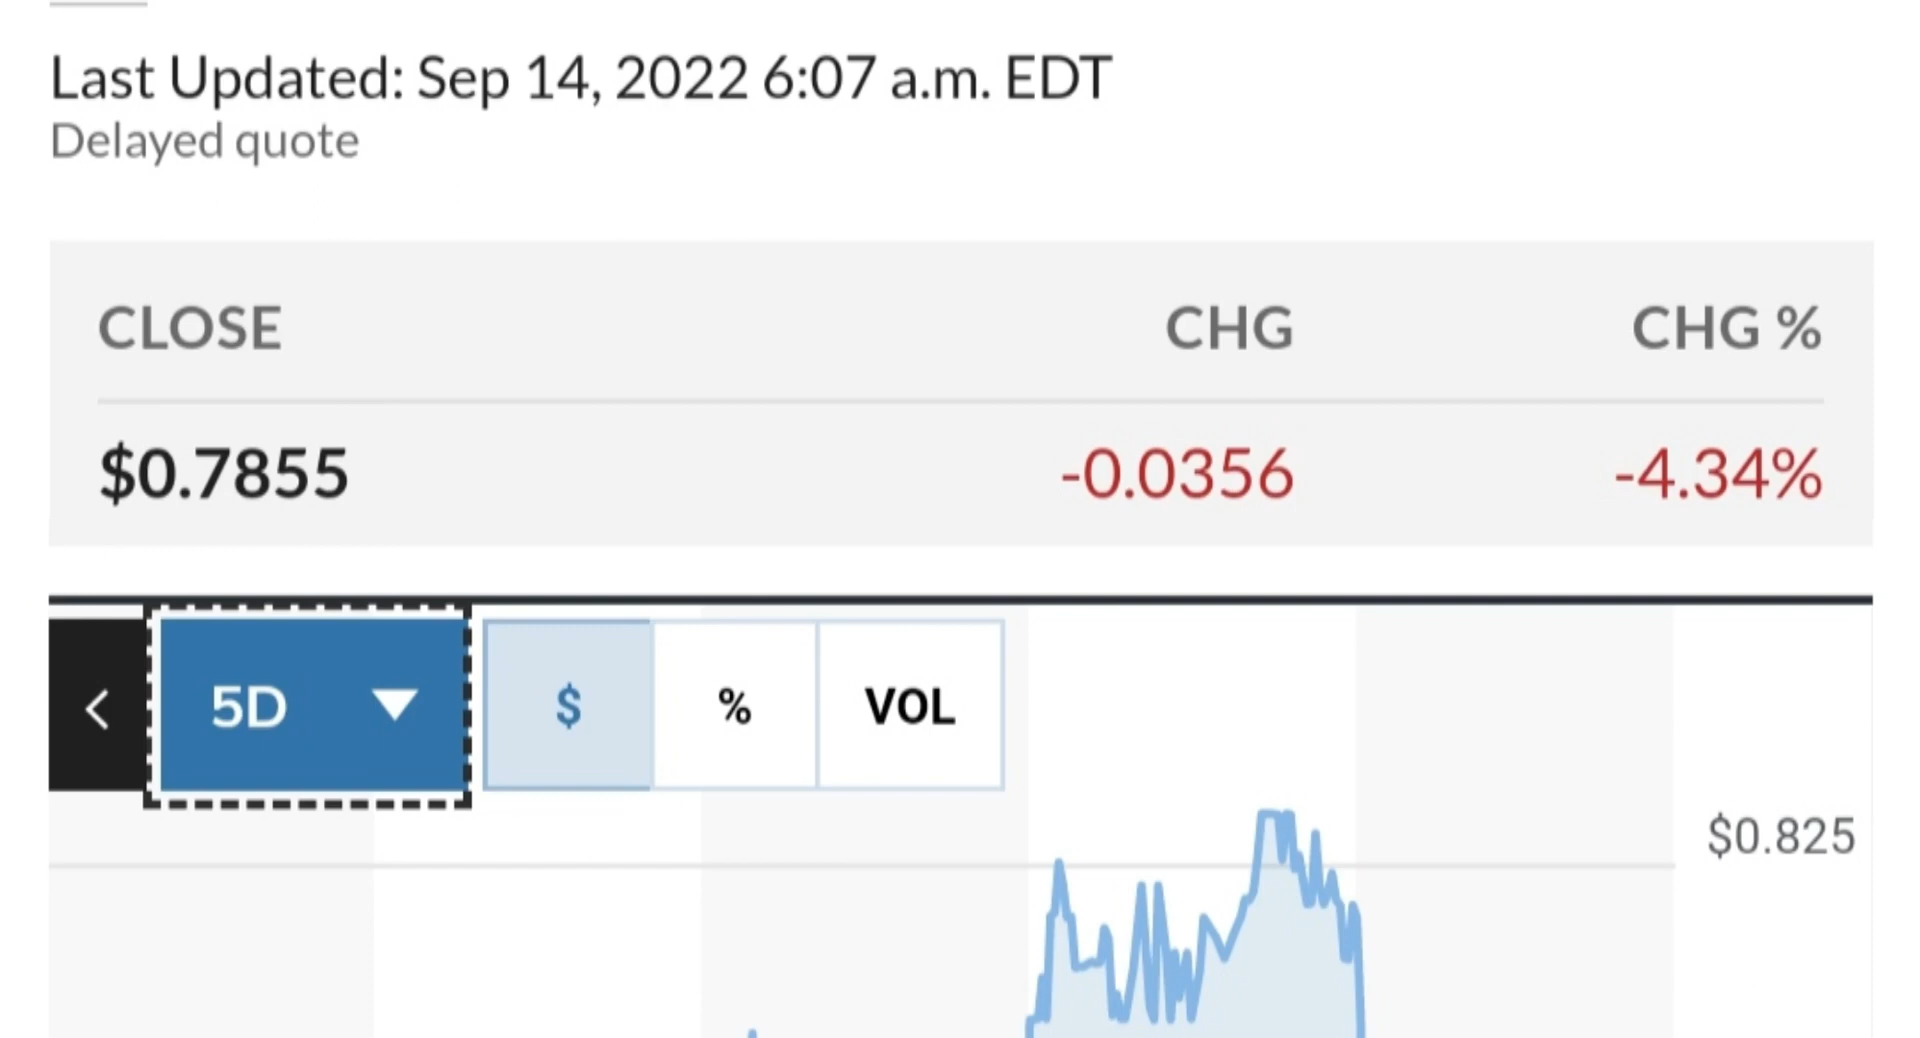 Last Updated: Sep 14, 2022 6:07 a.m. EDT
Delayed quote
CLOSE CHG CHG %
$0.7855 -0.0356 -4.34%
5D $ % VOL
$0.825